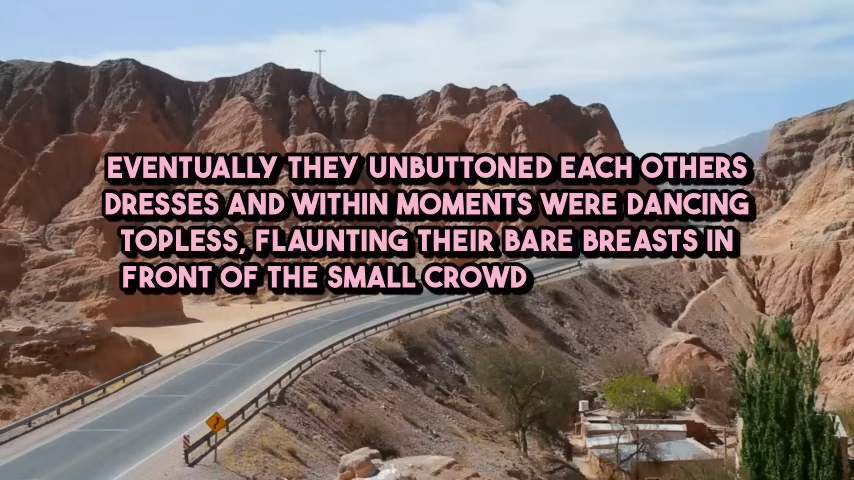 EVENTUALLY THEY UNBUTTONED EACH OTHERS
DRESSES AND WITHIN MOMENTS WERE DANCING
TOPLESS, FLAUNTING THEIR BARE BREASTS IN
FRONT OF THE SMALL CROWD